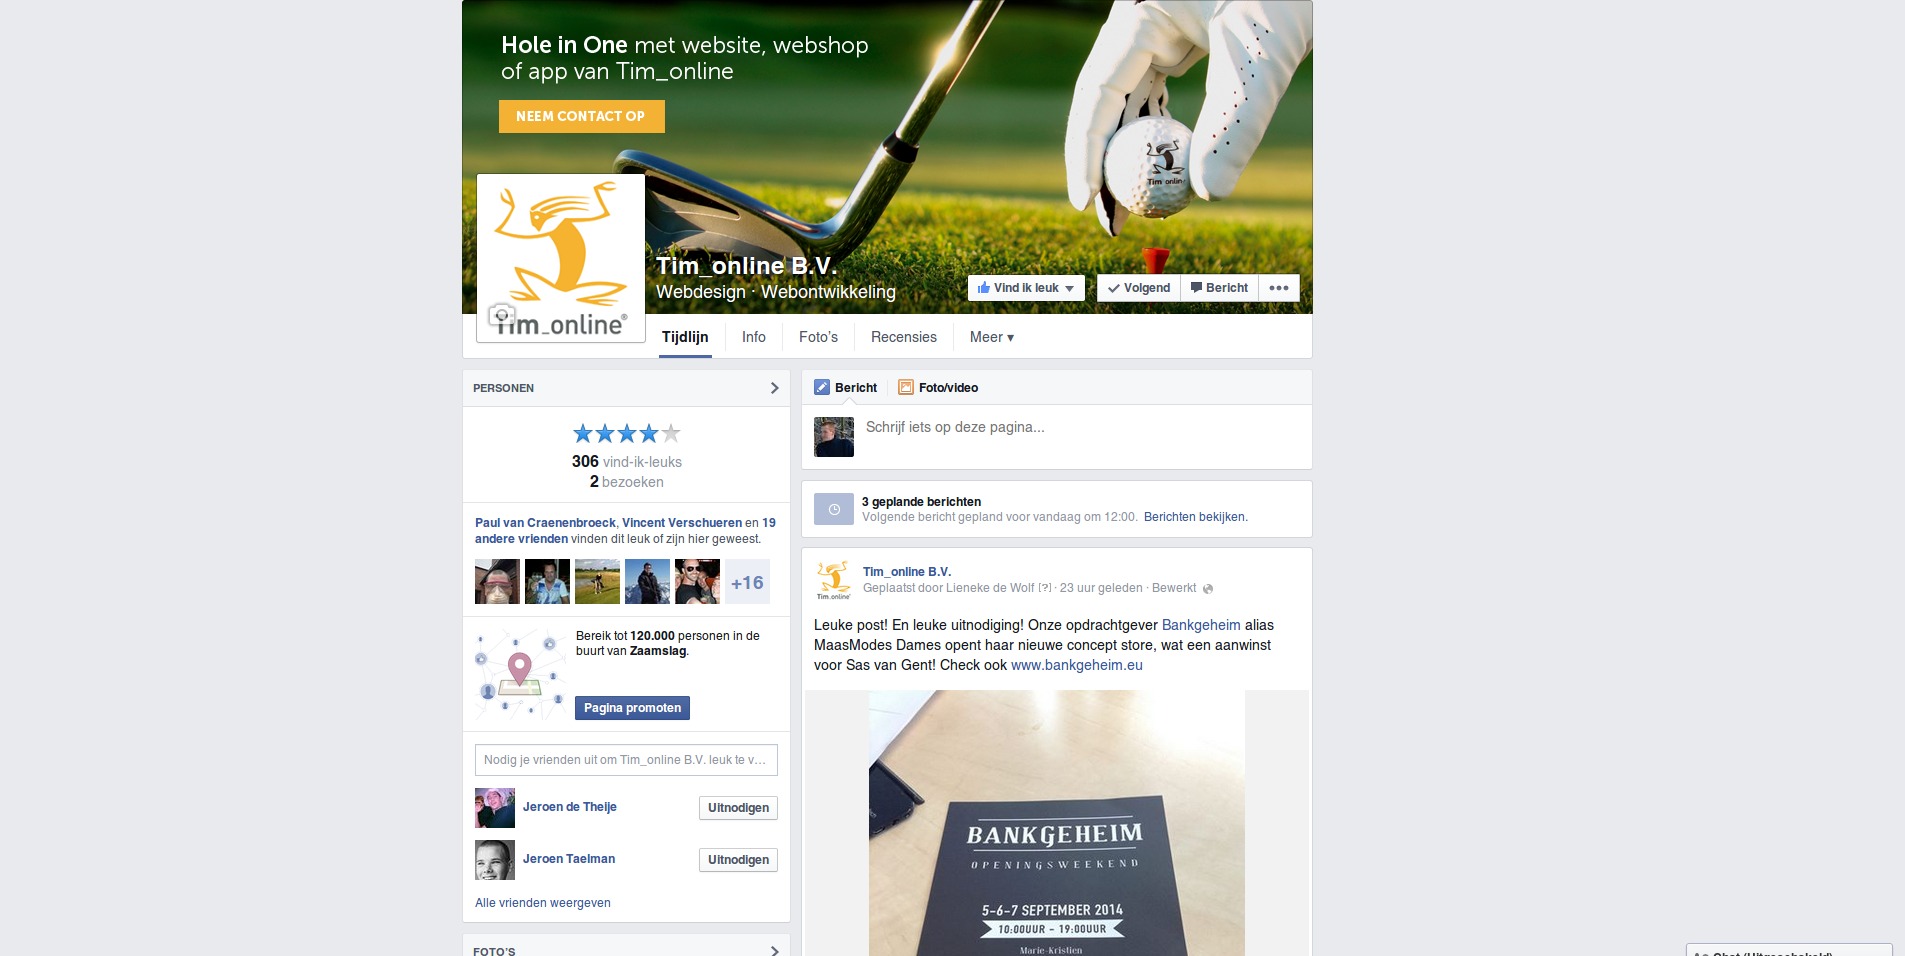 Hole in One met website, webshop
of app van Tim_online
NEEM CONTACT OP
Tim_online
Tim_online®
Tim_online B.V.
Webdesign · Webontwikkeling
Vind ik leuk
Volgend
Bericht
Tijdlijn
Info
Foto's
Recensies
Meer ▾
PERSONEN
306 vind-ik-leuks
2 bezoeken
Paul van Craenenbroeck, Vincent Verschueren en 19
andere vrienden vinden dit leuk of zijn hier geweest.
+16
Bereik tot 120.000 personen in de
buurt van Zaamslag.
Pagina promoten
Nodig je vrienden uit om Tim_online B.V. leuk te v...
Jeroen de Theije
Uitnodigen
Jeroen Taelman
Uitnodigen
Alle vrienden weergeven
FOTO'S
Bericht
Foto/video
Schrijf iets op deze pagina...
3 geplande berichten
Volgende bericht gepland voor vandaag om 12:00. Berichten bekijken.
Tim_online
Tim_online B.V.
Geplaatst door Lieneke de Wolf [?] · 23 uur geleden · Bewerkt
Leuke post! En leuke uitnodiging! Onze opdrachtgever Bankgeheim alias
MaasModes Dames opent haar nieuwe concept store, wat een aanwinst
voor Sas van Gent! Check ook www.bankgeheim.eu
BANKGEHEIM
OPENINGSWEEKEND
5-6-7 SEPTEMBER 2014
10:00UUR - 19:00UUR
Marie-Kristien
Chat (Uitgeschakeld)